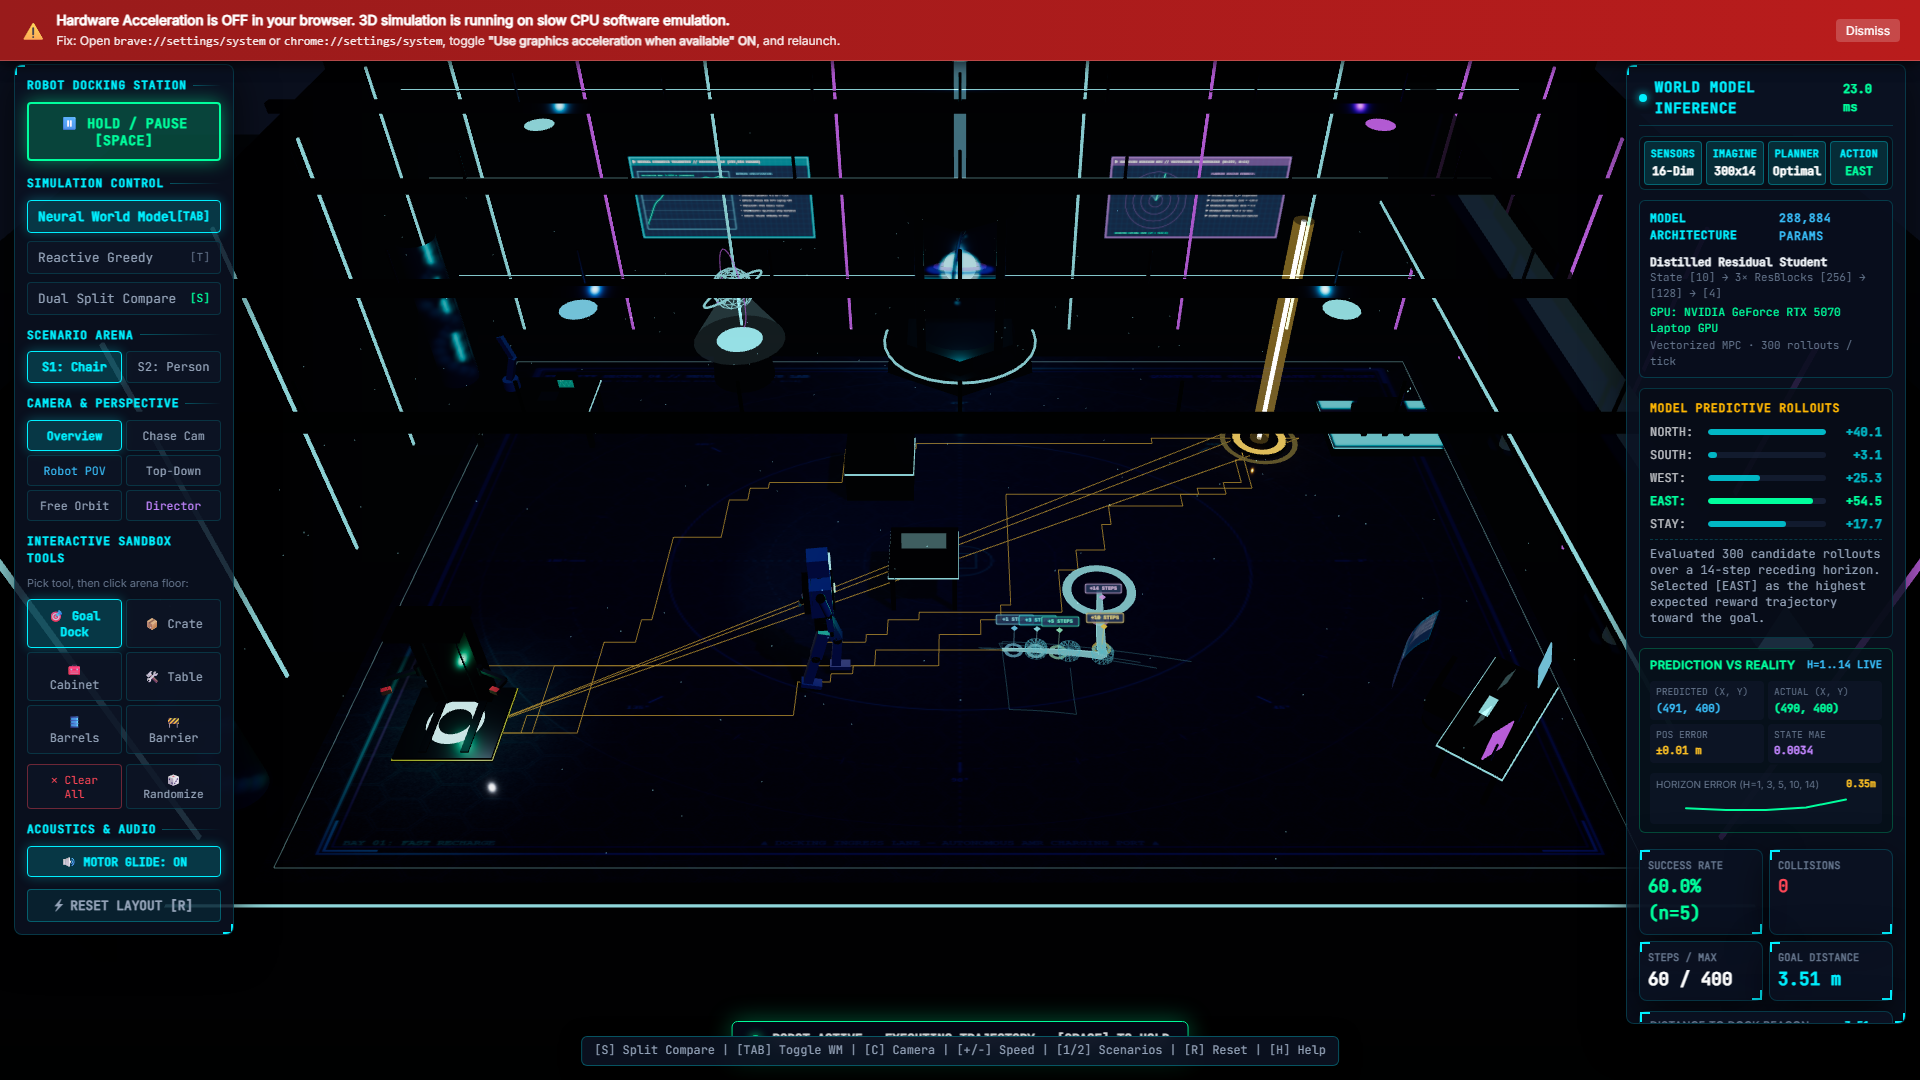 Hardware Acceleration is OFF in your browser. 3D simulation is running on slow CPU software emulation.
Fix: Open brave://settings/system or chrome://settings/system, toggle "Use graphics acceleration when available" ON, and relaunch.
Dismiss
ROBOT DOCKING STATION
HOLD / PAUSE
[SPACE]
SIMULATION CONTROL
Neural World Model[TAB]
Reactive Greedy [T]
Dual Split Compare [S]
SCENARIO ARENA
S1: Chair
S2: Person
CAMERA & PERSPECTIVE
Overview
Chase Cam
Robot POV
Top-Down
Free Orbit
Director
INTERACTIVE SANDBOX
TOOLS
Pick tool, then click arena floor:
Goal
Dock
Crate
Cabinet
Table
Barrels
Barrier
× Clear
All
Randomize
ACOUSTICS & AUDIO
MOTOR GLIDE: ON
⚡ RESET LAYOUT [R]
+14 STEPS
+10 STEPS
+5 STEPS
WORLD MODEL
INFERENCE
23.0
ms
SENSORS
16-Dim
IMAGINE
300x14
PLANNER
Optimal
ACTION
EAST
MODEL
ARCHITECTURE
288,884
PARAMS
Distilled Residual Student
State [10] → 3× ResBlocks [256] →
[128] → [4]
GPU: NVIDIA GeForce RTX 5070
Laptop GPU
Vectorized MPC · 300 rollouts /
tick
MODEL PREDICTIVE ROLLOUTS
NORTH: +40.1
SOUTH: +3.1
WEST: +25.3
EAST: +54.5
STAY: +17.7
Evaluated 300 candidate rollouts
over a 14-step receding horizon.
Selected [EAST] as the highest
expected reward trajectory
toward the goal.
PREDICTION VS REALITY H=1..14 LIVE
PREDICTED (X, Y)
(491, 400)
ACTUAL (X, Y)
(490, 400)
POS ERROR
±0.01 m
STATE MAE
0.0034
HORIZON ERROR (H=1, 3, 5, 10, 14) 0.35m
SUCCESS RATE
60.0%
(n=5)
COLLISIONS
0
STEPS / MAX
60 / 400
GOAL DISTANCE
3.51 m
[S] Split Compare | [TAB] Toggle WM | [C] Camera | [+/-] Speed | [1/2] Scenarios | [R] Reset | [H] Help